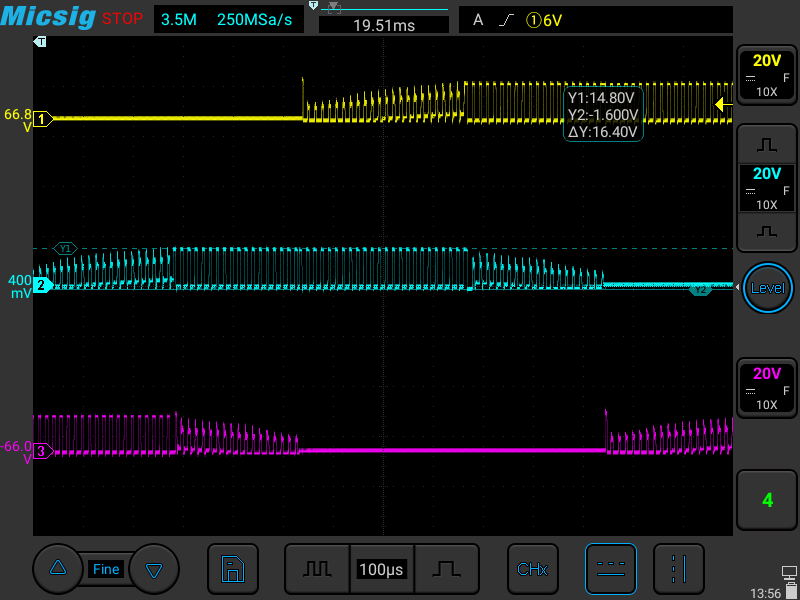 Micsig STOP 3.5M 250MSa/s T 19.51ms A ①6V
T
20V
F
10X
66.8
V
1
Y1:14.80V
Y2:-1.600V
ΔY:16.40V
20V
F
10X
Y1
400
mV
2
Y2
Level
20V
F
10X
-66.0
V
3
4
Fine
100μs
CHx
13:56